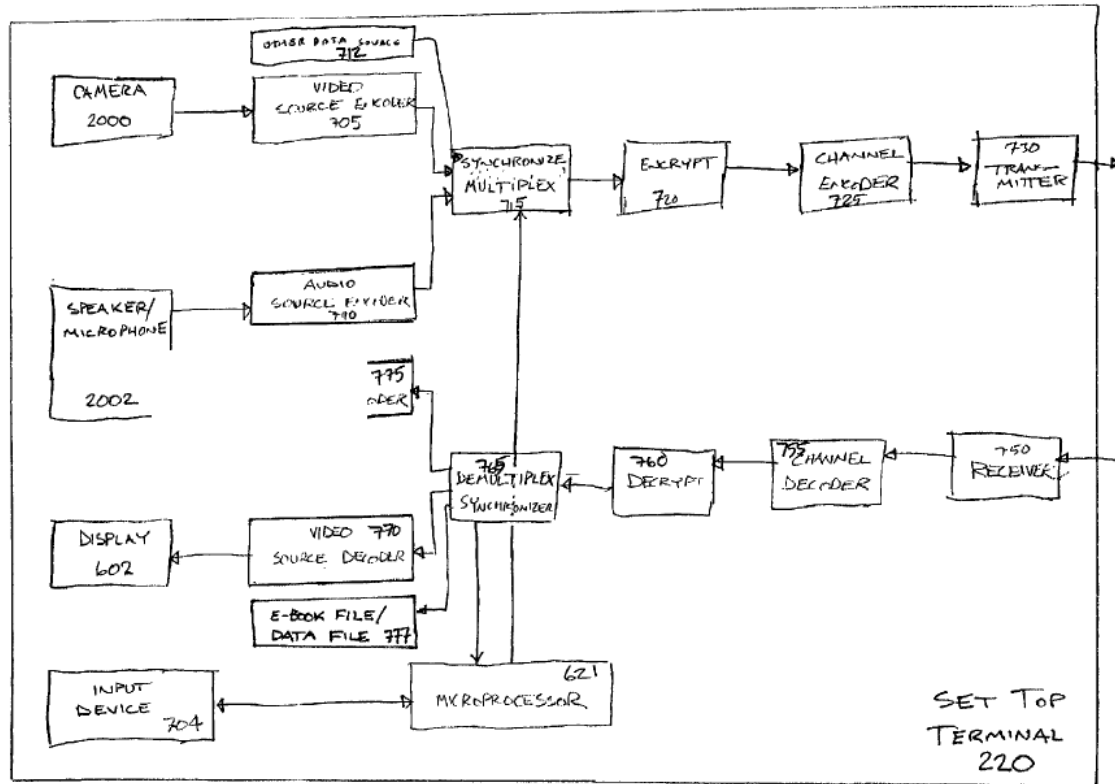 OTHER DATA SOURCE
712
CAMERA
2000
VIDEO
SOURCE ENCODER
705
SYNCHRONIZE
MULTIPLEX
715
ENCRYPT
720
CHANNEL
ENCODER
725
730
TRANS-
MITTER
SPEAKER/
MICROPHONE
2002
AUDIO
SOURCE ENCODER
710
775
ODER
765
DEMULTIPLEX
SYNCHRONIZER
760
DECRYPT
755
CHANNEL
DECODER
750
RECEIVER
DISPLAY
602
VIDEO 770
SOURCE DECODER
E-BOOK FILE/
DATA FILE 777
INPUT
DEVICE
704
621
MICROPROCESSOR
SET TOP
TERMINAL
220